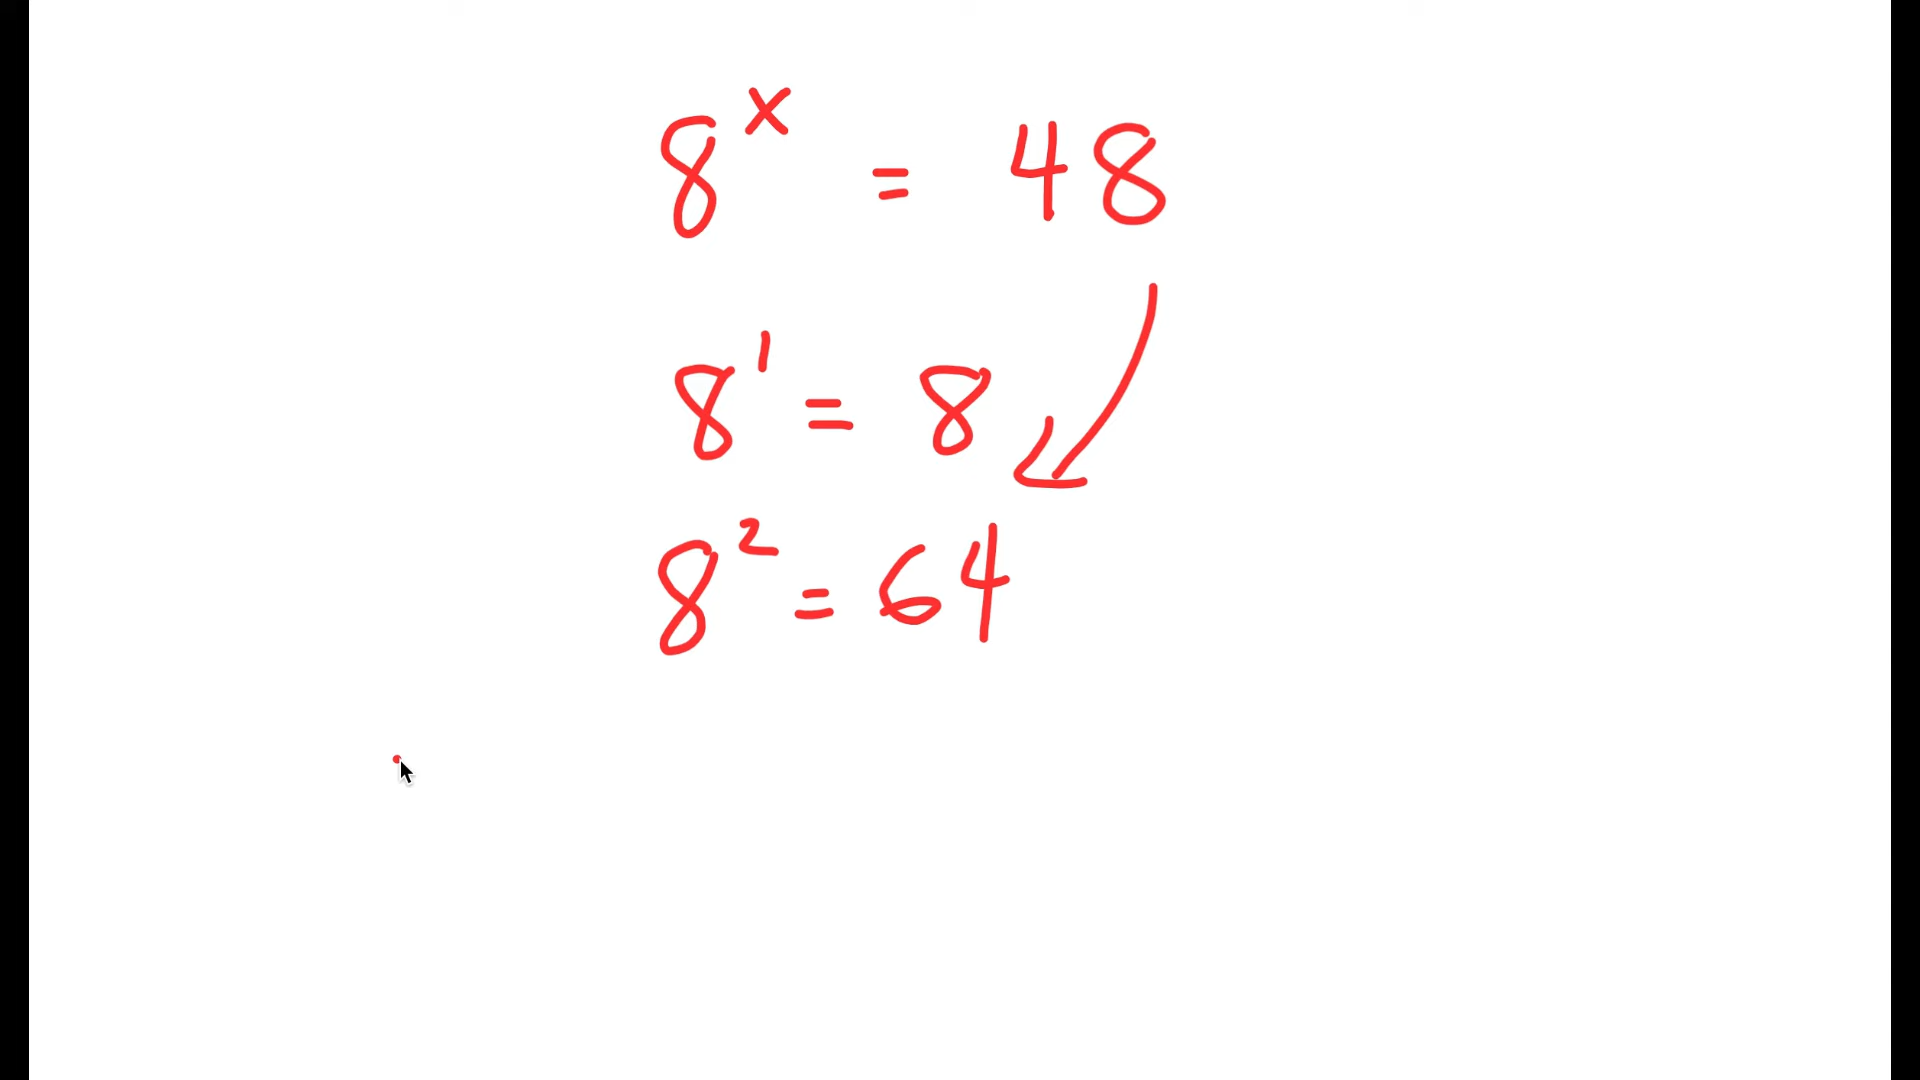 8^x = 48
8^1 = 8
8^2 = 64